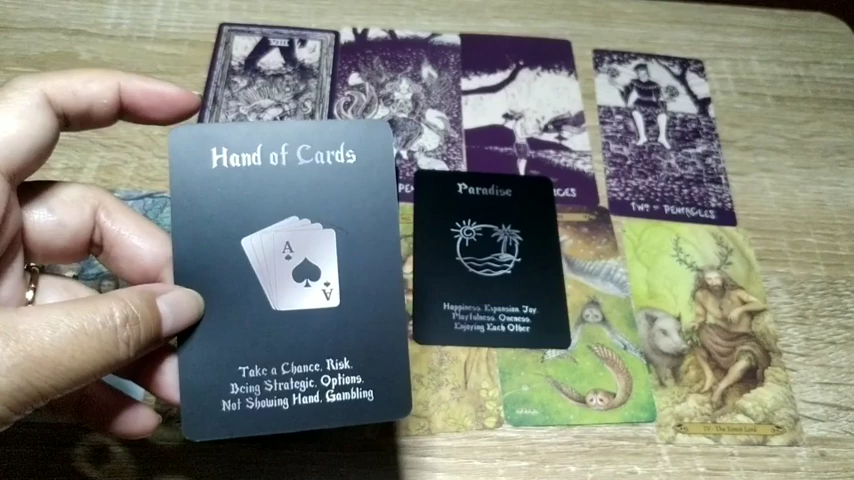 VIII
TWO OF PENTACLES
Hand of Cards
A
A
Take a Chance, Risk,
Being Strategic, Options,
Not Showing Hand, Gambling
Paradise
Happiness, Expansion, Joy,
Playfulness, Oneness,
Enjoying Each Other